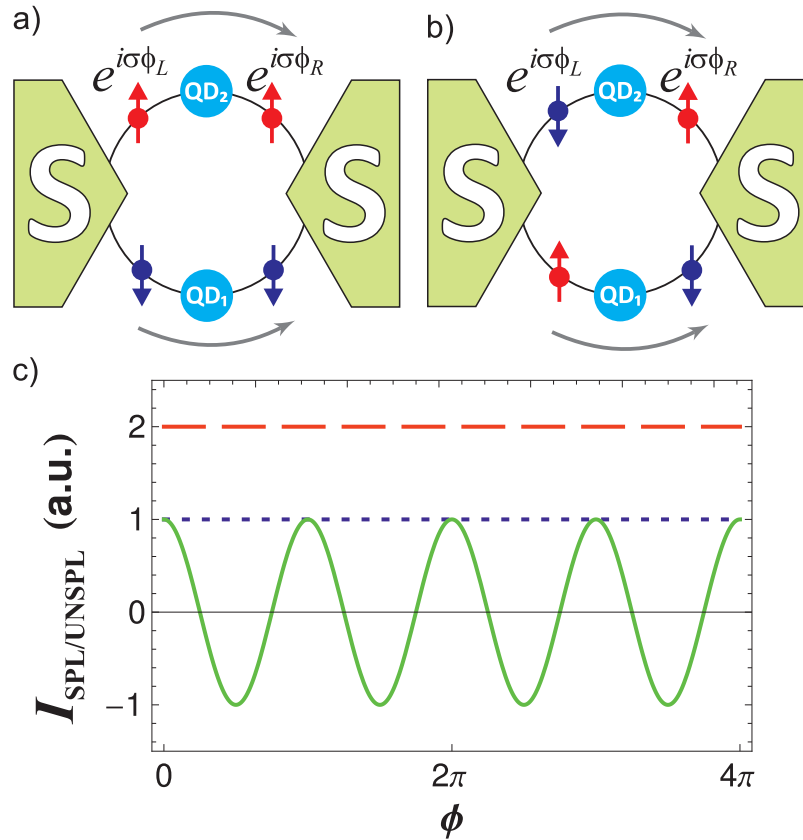 a)
e^{iσϕ_L} e^{iσϕ_R}
QD₂
S S
QD₁
b)
e^{iσϕ_L} e^{iσϕ_R}
QD₂
S S
QD₁
c)
I_{SPL/UNSPL} (a.u.)
2
1
0
−1
0 2π 4π
ϕ